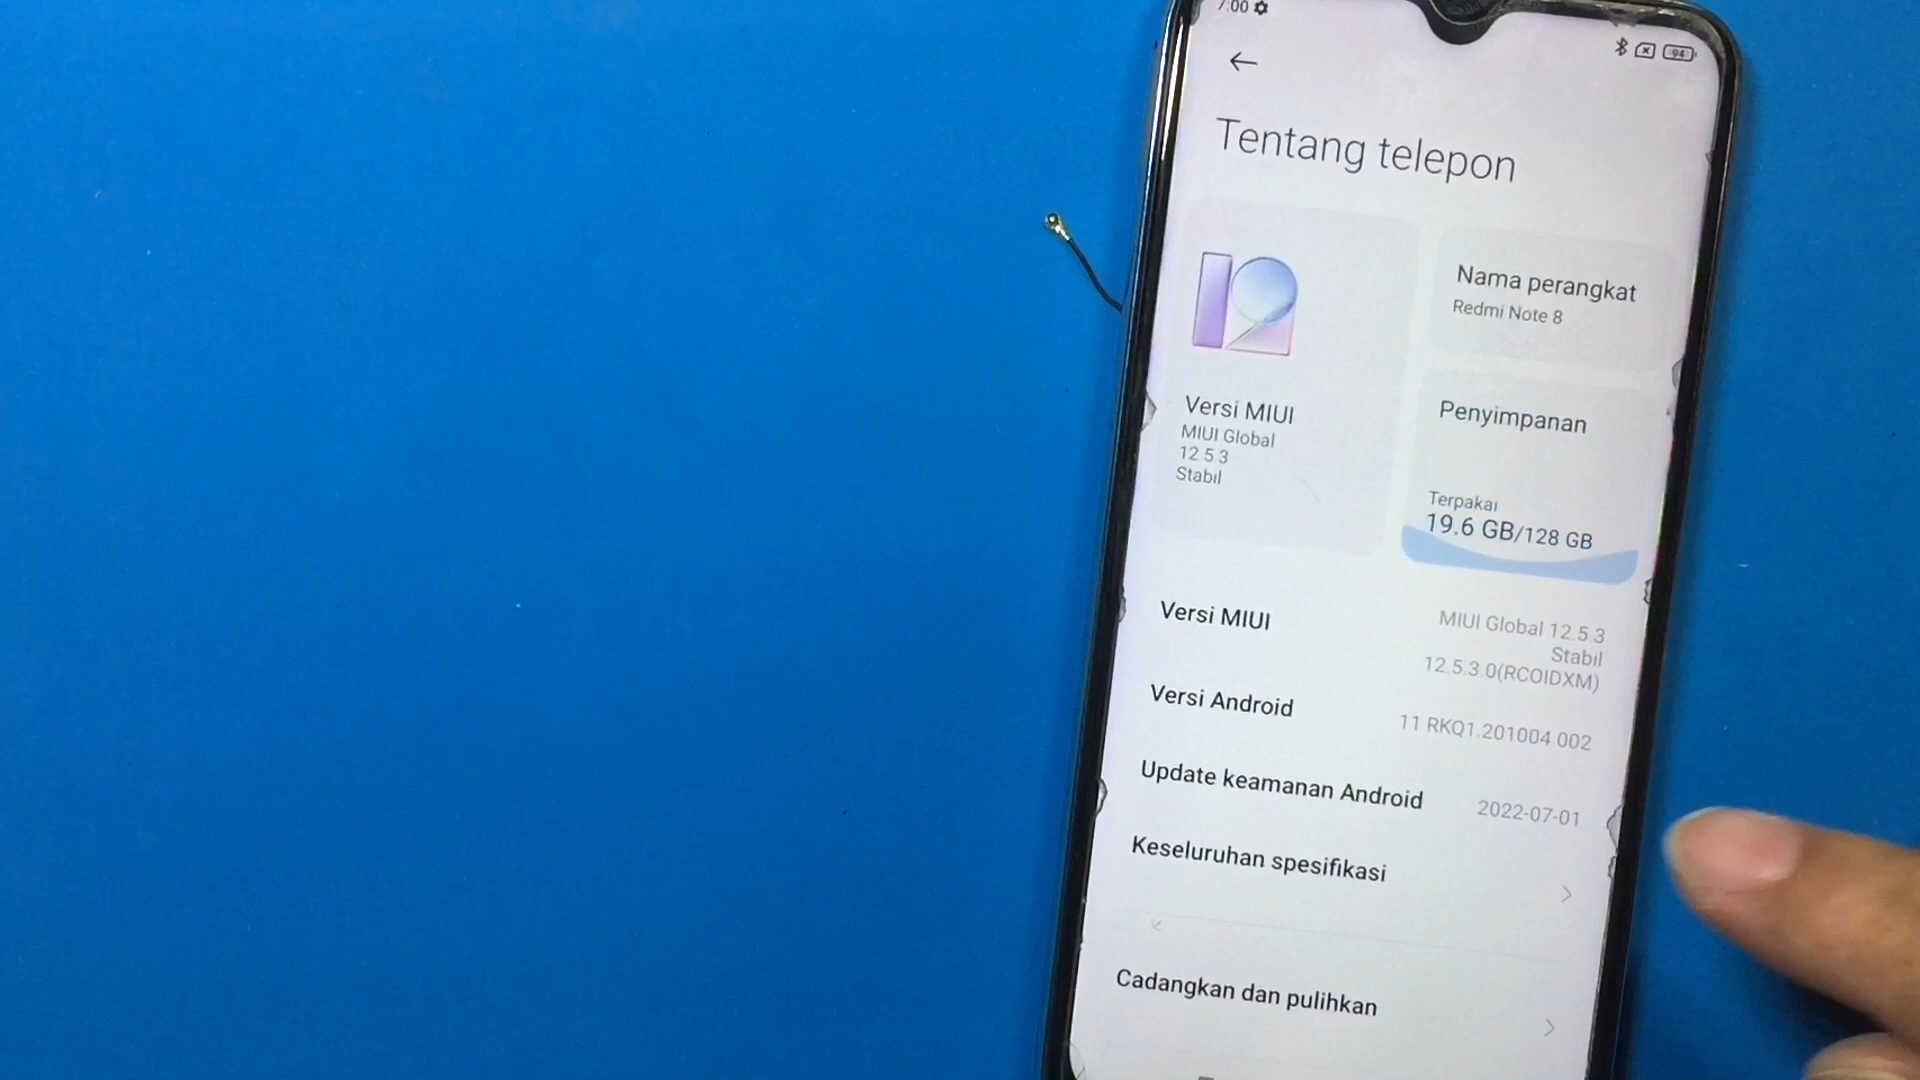 7:00
94
Tentang telepon
Nama perangkat
Redmi Note 8
Versi MIUI
MIUI Global
12.5.3
Stabil
Penyimpanan
Terpakai
19.6 GB/128 GB
Versi MIUI
MIUI Global 12.5.3
Stabil
12.5.3.0(RCOIDXM)
Versi Android
11 RKQ1.201004.002
Update keamanan Android
2022-07-01
Keseluruhan spesifikasi
Cadangkan dan pulihkan